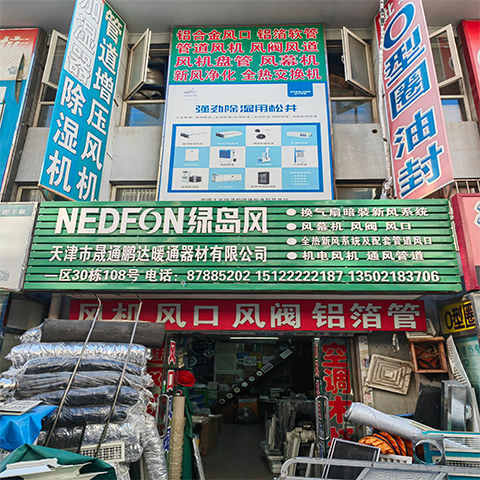 铝合金风口 铝箔软管
管道风机 风阀风道
风机盘管 风幕机
新风净化 全热交换机
管道增压风机
除湿机
强劲除湿用松井
O型圈油封
NEDFON绿岛风
天津市晟通鹏达暖通器材有限公司
一区30栋108号 电话：87885202 15122222187 13502183706
●换气扇暗装新风系统
●风幕机 风阀 风口
●全热新风系统及配套管道风口
●机电风机 通风管道
风机 风口 风阀 铝箔管
O型圈
空调木